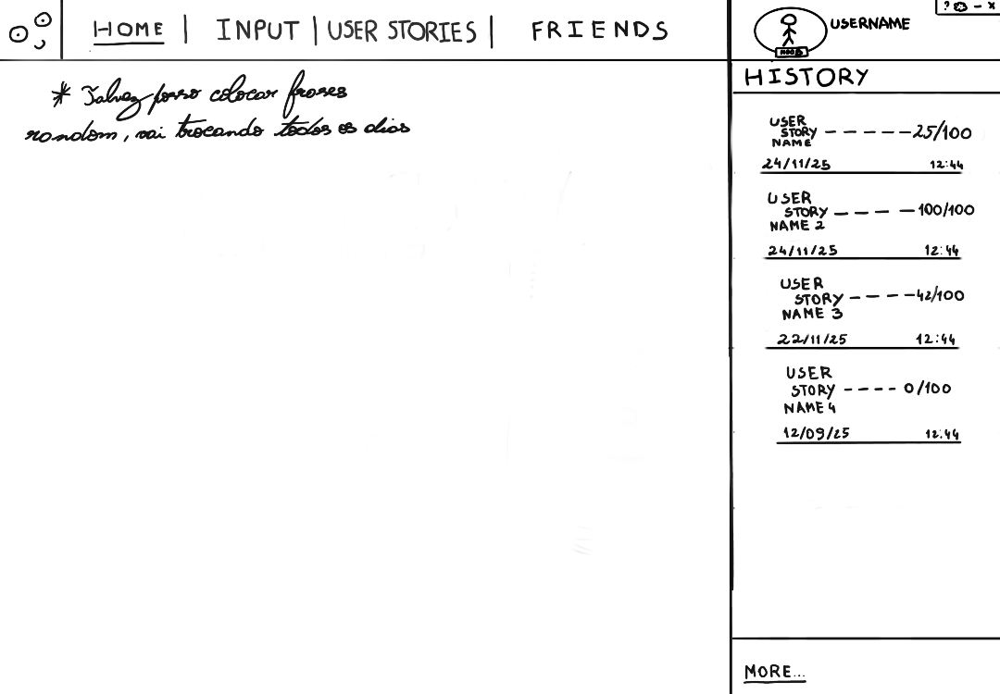 HOME | INPUT | USER STORIES | FRIENDS
USERNAME
? - x
NOOB
* Talvez posso colocar frases
random, vai trocando todos os dias
HISTORY
USER
STORY - - - - - 25/100
NAME
24/11/25 12:44
USER
STORY - - - - 100/100
NAME 2
24/11/25 12:44
USER
STORY - - - - 42/100
NAME 3
22/11/25 12:44
USER
STORY - - - - 0/100
NAME 4
12/09/25 12:44
MORE...